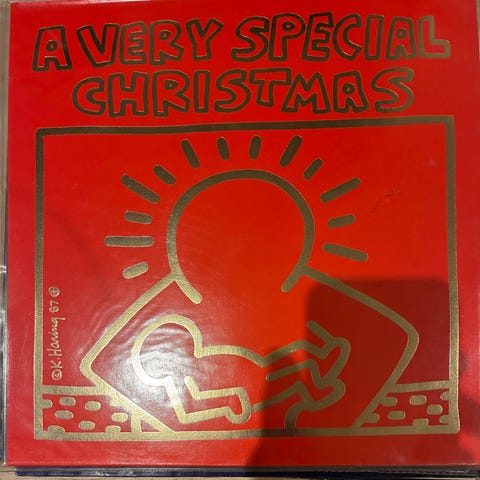 A VERY SPECIAL
CHRISTMAS
© K. Haring 87